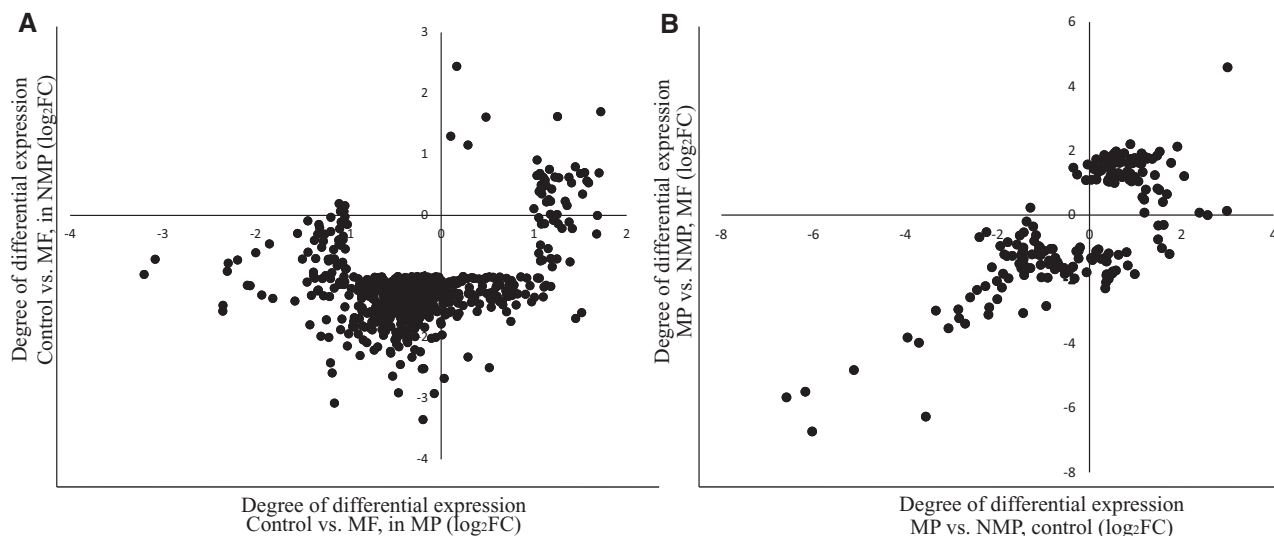 A
Degree of differential expression
Control vs. MF, in NMP (log₂FC)
3
2
1
0
-4
-3
-2
-1
0
1
2
-2
-3
-4
Degree of differential expression
Control vs. MF, in MP (log₂FC)
B
Degree of differential expression
MP vs. NMP, MF (log₂FC)
6
4
2
0
-8
-6
-4
-2
0
2
4
-4
-6
-8
Degree of differential expression
MP vs. NMP, control (log₂FC)